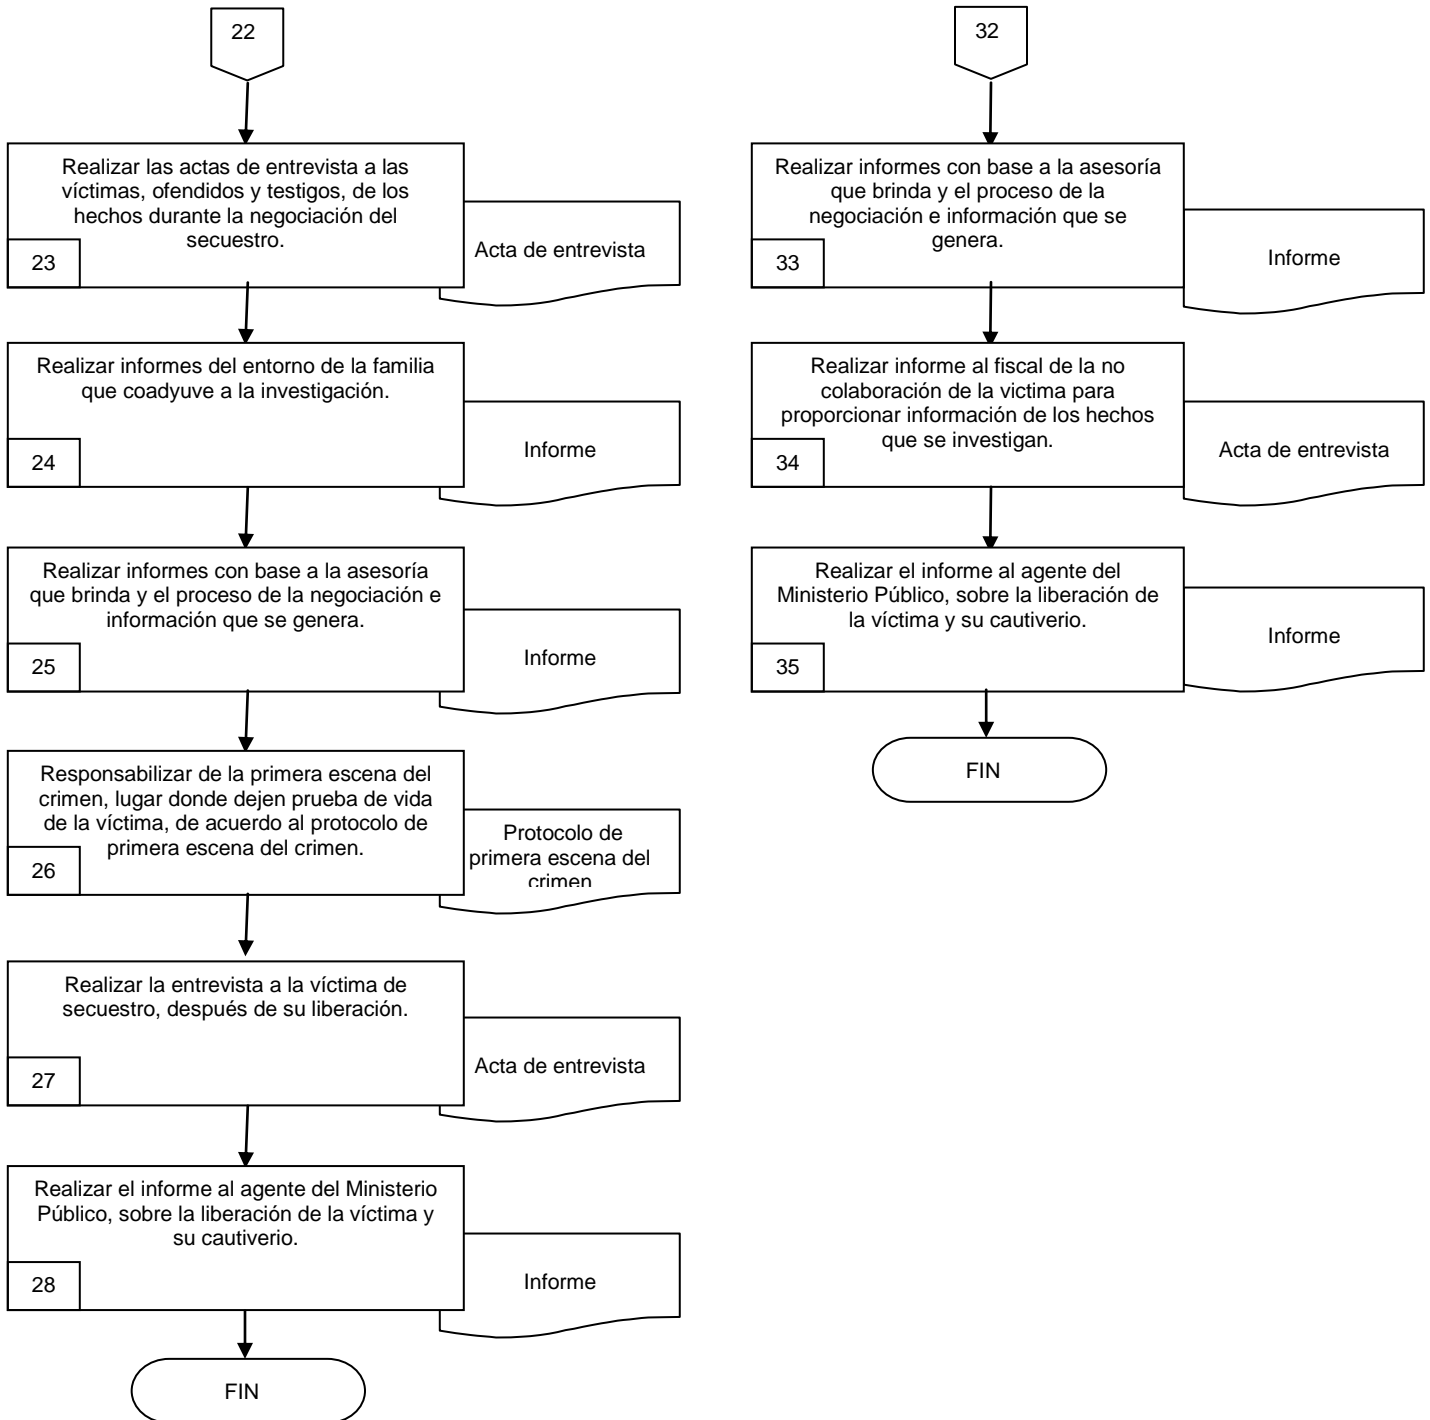 22
Realizar las actas de entrevista a las
víctimas, ofendidos y testigos, de los
hechos durante la negociación del
secuestro.
23
Acta de entrevista
Realizar informes del entorno de la familia
que coadyuve a la investigación.
24
Informe
Realizar informes con base a la asesoría
que brinda y el proceso de la negociación e
información que se genera.
25
Informe
Responsabilizar de la primera escena del
crimen, lugar donde dejen prueba de vida
de la víctima, de acuerdo al protocolo de
primera escena del crimen.
26
Protocolo de
primera escena del
crimen
Realizar la entrevista a la víctima de
secuestro, después de su liberación.
27
Acta de entrevista
Realizar el informe al agente del Ministerio
Público, sobre la liberación de la víctima y
su cautiverio.
28
Informe
FIN
32
Realizar informes con base a la asesoría
que brinda y el proceso de la
negociación e información que se
genera.
33
Informe
Realizar informe al fiscal de la no
colaboración de la victima para
proporcionar información de los hechos
que se investigan.
34
Acta de entrevista
Realizar el informe al agente del
Ministerio Público, sobre la liberación de
la víctima y su cautiverio.
35
Informe
FIN